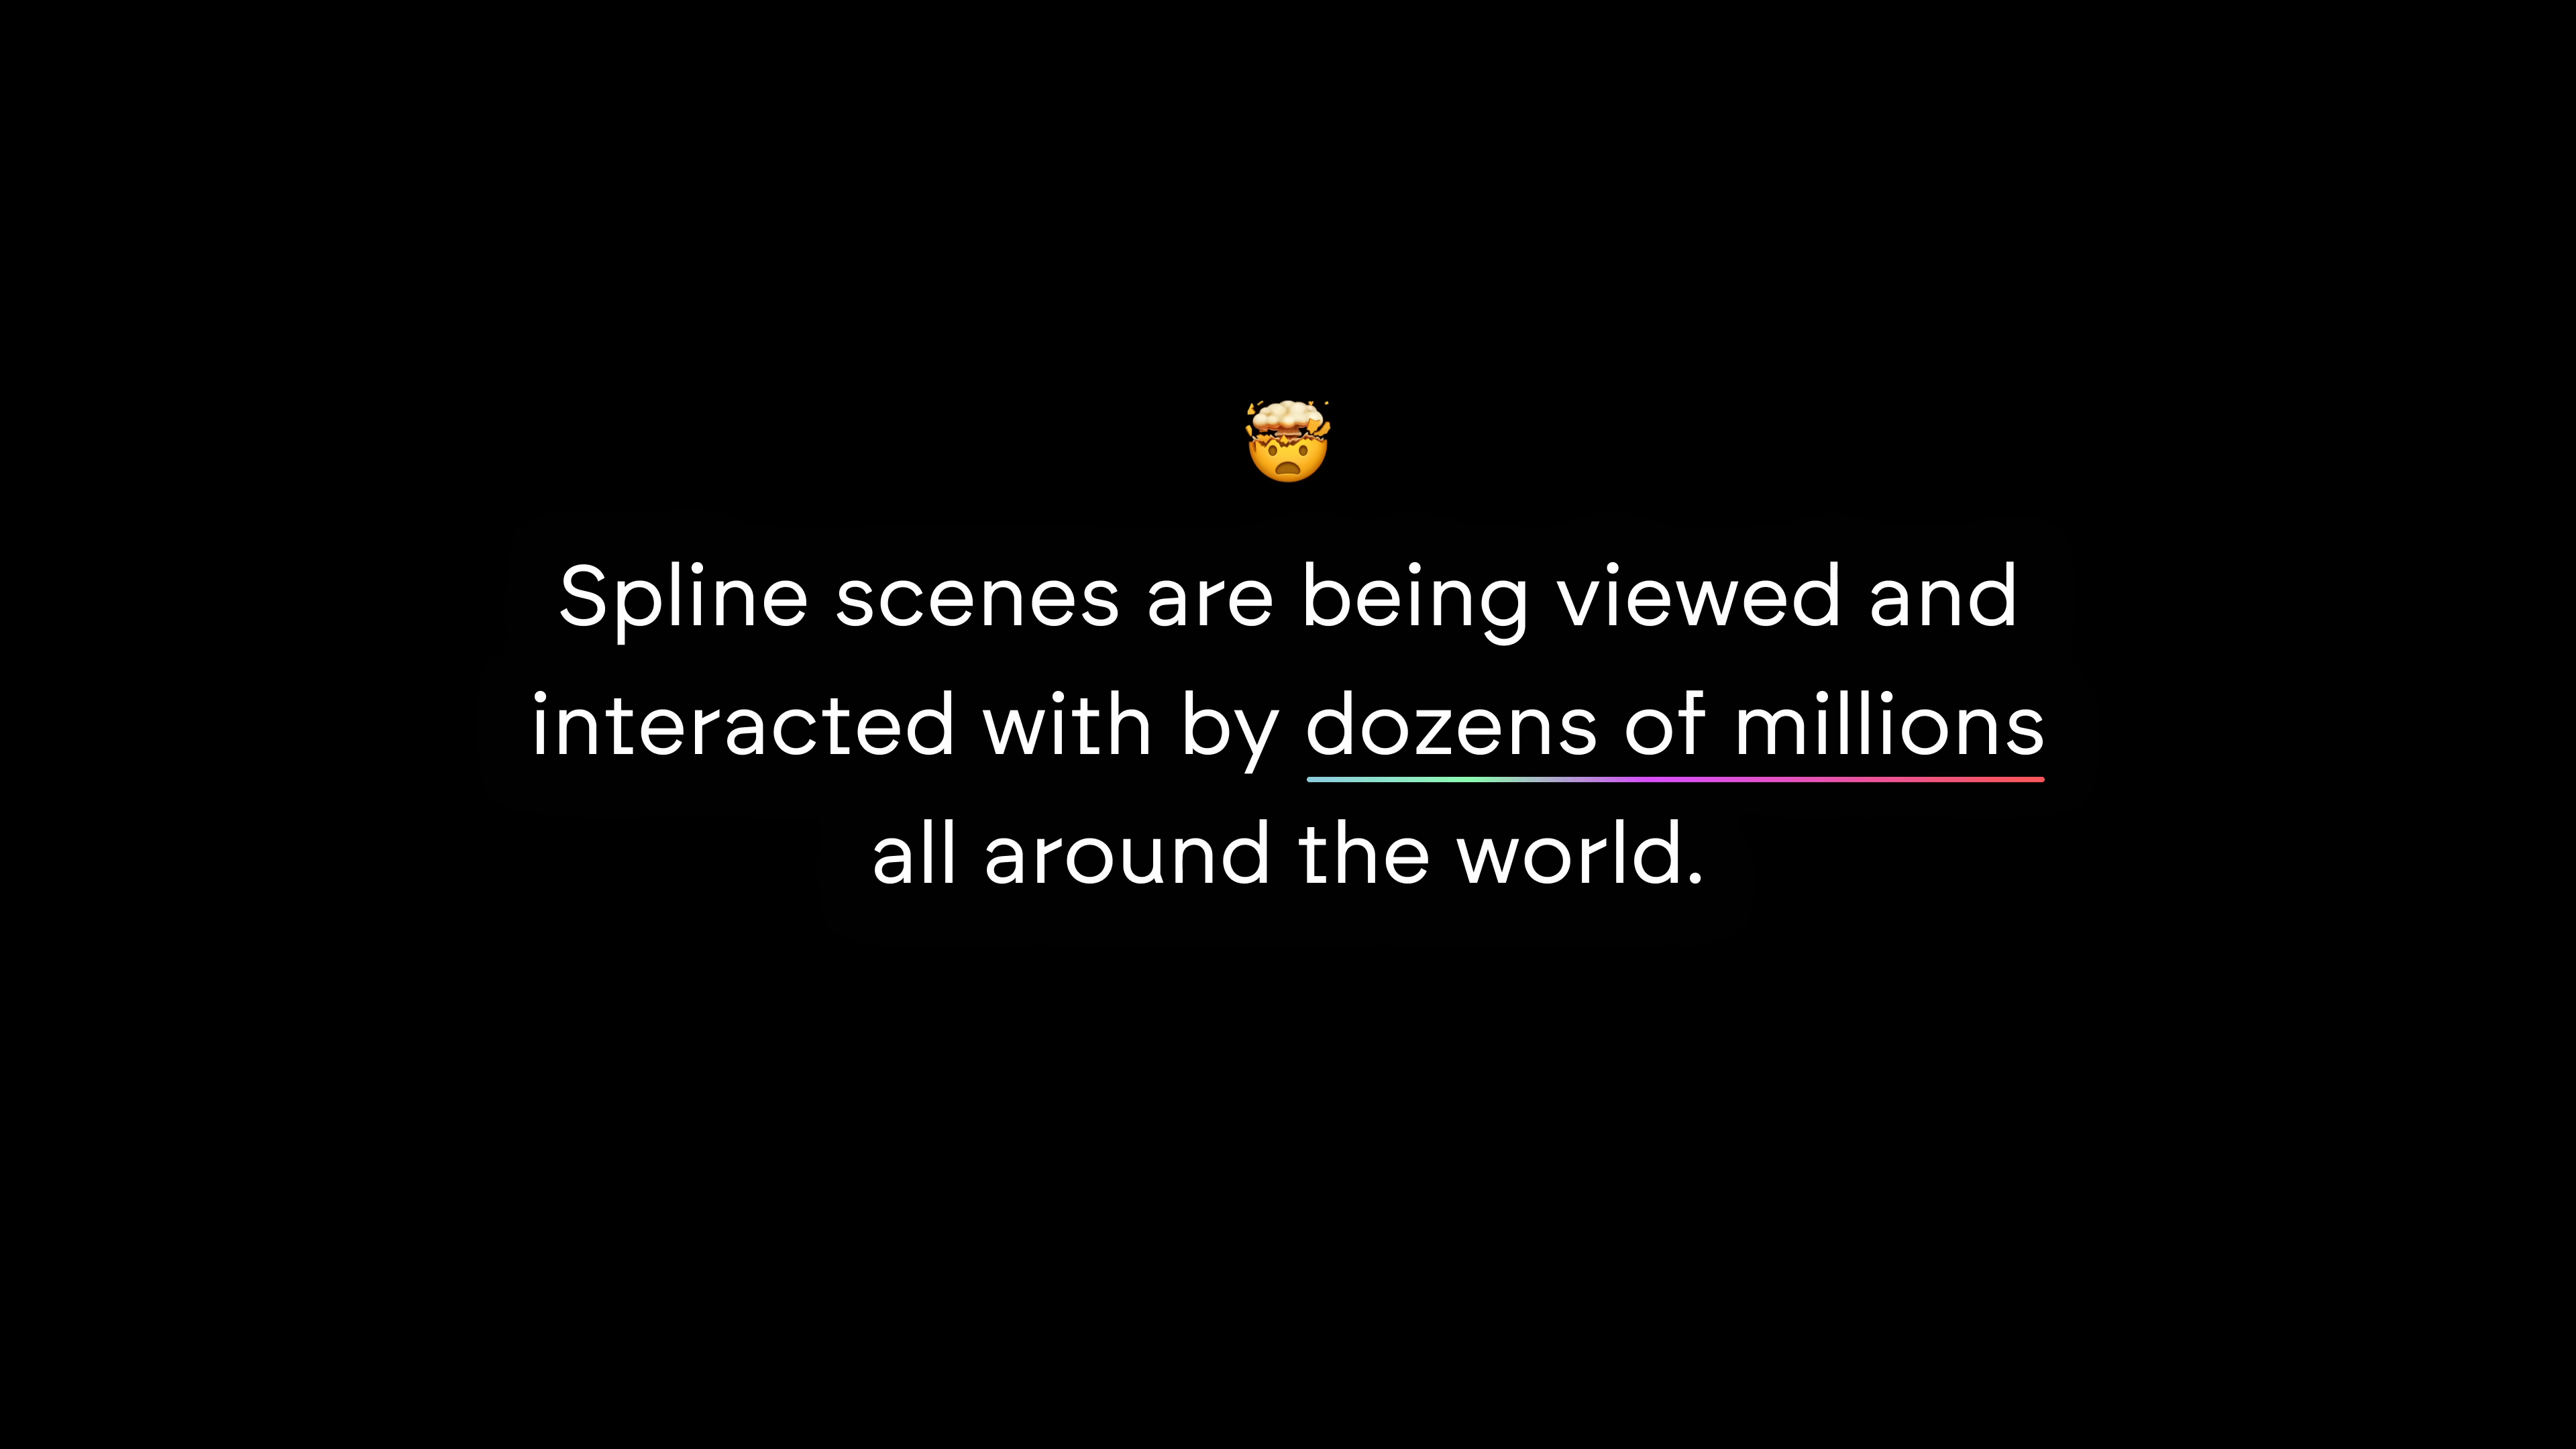 Spline scenes are being viewed and
interacted with by dozens of millions
all around the world.